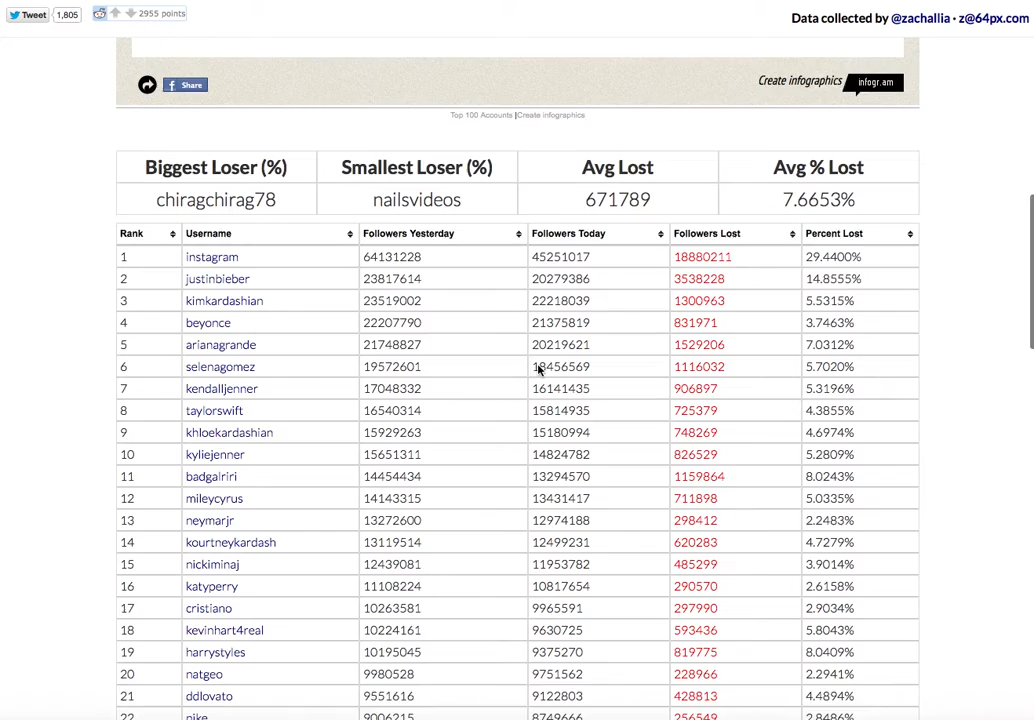 Tweet 1,805 2955 points
Data collected by @zachallia · z@64px.com
Share
Create infographics infogr.am
Top 100 Accounts |Create infographics
Biggest Loser (%) Smallest Loser (%) Avg Lost Avg % Lost
chiragchirag78 nailsvideos 671789 7.6653%
Rank Username Followers Yesterday Followers Today Followers Lost Percent Lost
1 instagram 64131228 45251017 18880211 29.4400%
2 justinbieber 23817614 20279386 3538228 14.8555%
3 kimkardashian 23519002 22218039 1300963 5.5315%
4 beyonce 22207790 21375819 831971 3.7463%
5 arianagrande 21748827 20219621 1529206 7.0312%
6 selenagomez 19572601 18456569 1116032 5.7020%
7 kendalljenner 17048332 16141435 906897 5.3196%
8 taylorswift 16540314 15814935 725379 4.3855%
9 khloekardashian 15929263 15180994 748269 4.6974%
10 kyliejenner 15651311 14824782 826529 5.2809%
11 badgalriri 14454434 13294570 1159864 8.0243%
12 mileycyrus 14143315 13431417 711898 5.0335%
13 neymarjr 13272600 12974188 298412 2.2483%
14 kourtneykardash 13119514 12499231 620283 4.7279%
15 nickiminaj 12439081 11953782 485299 3.9014%
16 katyperry 11108224 10817654 290570 2.6158%
17 cristiano 10263581 9965591 297990 2.9034%
18 kevinhart4real 10224161 9630725 593436 5.8043%
19 harrystyles 10195045 9375270 819775 8.0409%
20 natgeo 9980528 9751562 228966 2.2941%
21 ddlovato 9551616 9122803 428813 4.4894%
22 nike 9006215 8749666 256549 2.8486%